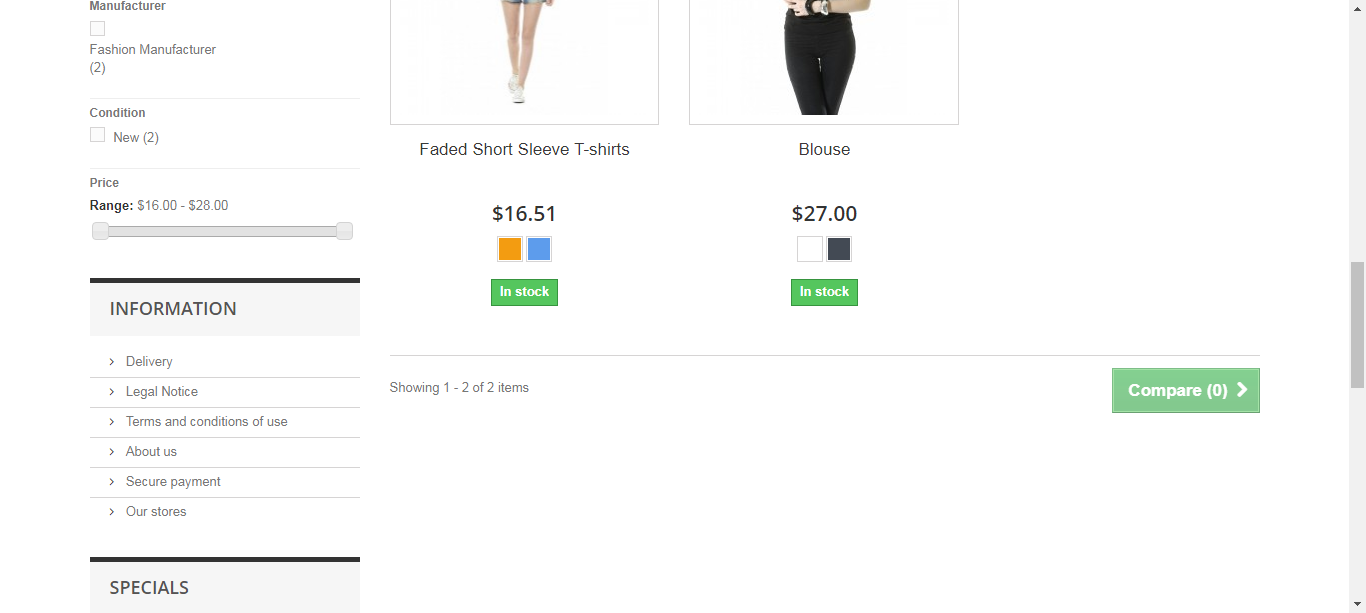 Manufacturer
Fashion Manufacturer
(2)
Condition
New (2)
Price
Range: $16.00 - $28.00
INFORMATION
Delivery
Legal Notice
Terms and conditions of use
About us
Secure payment
Our stores
SPECIALS
Faded Short Sleeve T-shirts
$16.51
In stock
Blouse
$27.00
In stock
Showing 1 - 2 of 2 items
Compare (0)